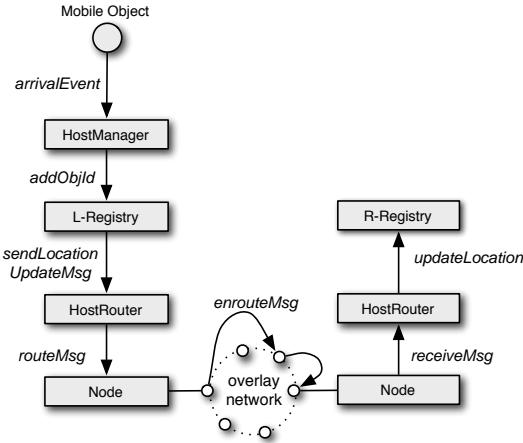 Mobile Object
arrivalEvent
HostManager
addObjId
L-Registry
sendLocation
UpdateMsg
HostRouter
routeMsg
Node
enrouteMsg
overlay
network
R-Registry
updateLocation
HostRouter
receiveMsg
Node